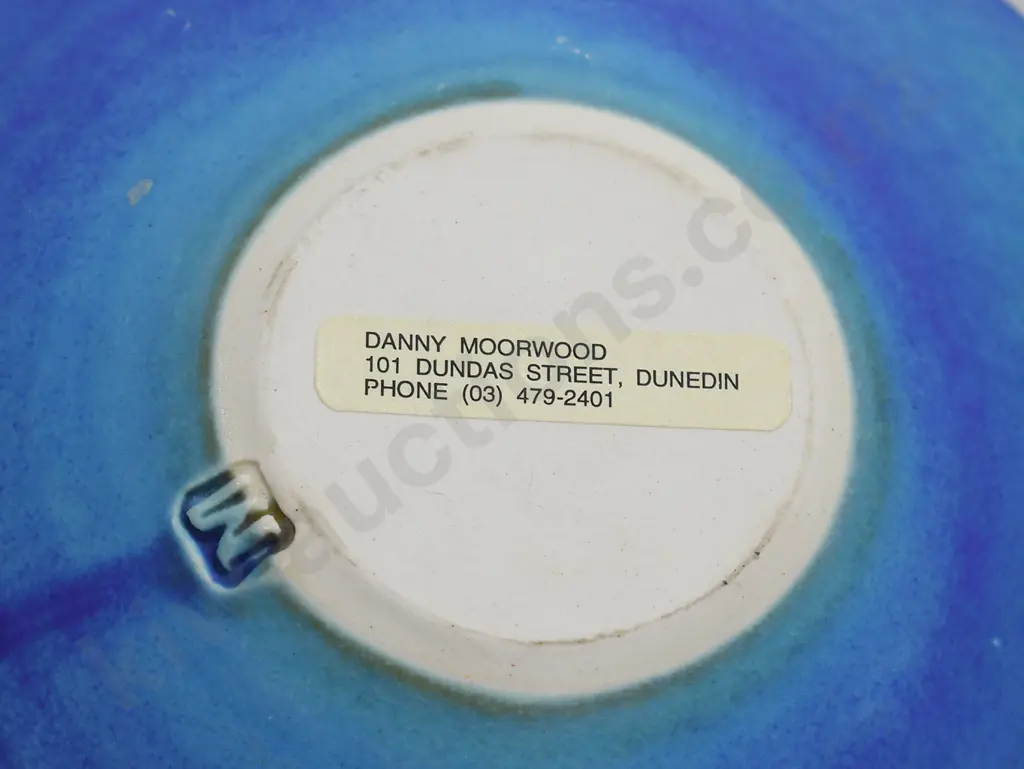 DANNY MOORWOOD
101 DUNDAS STREET, DUNEDIN
PHONE (03) 479-2401
M